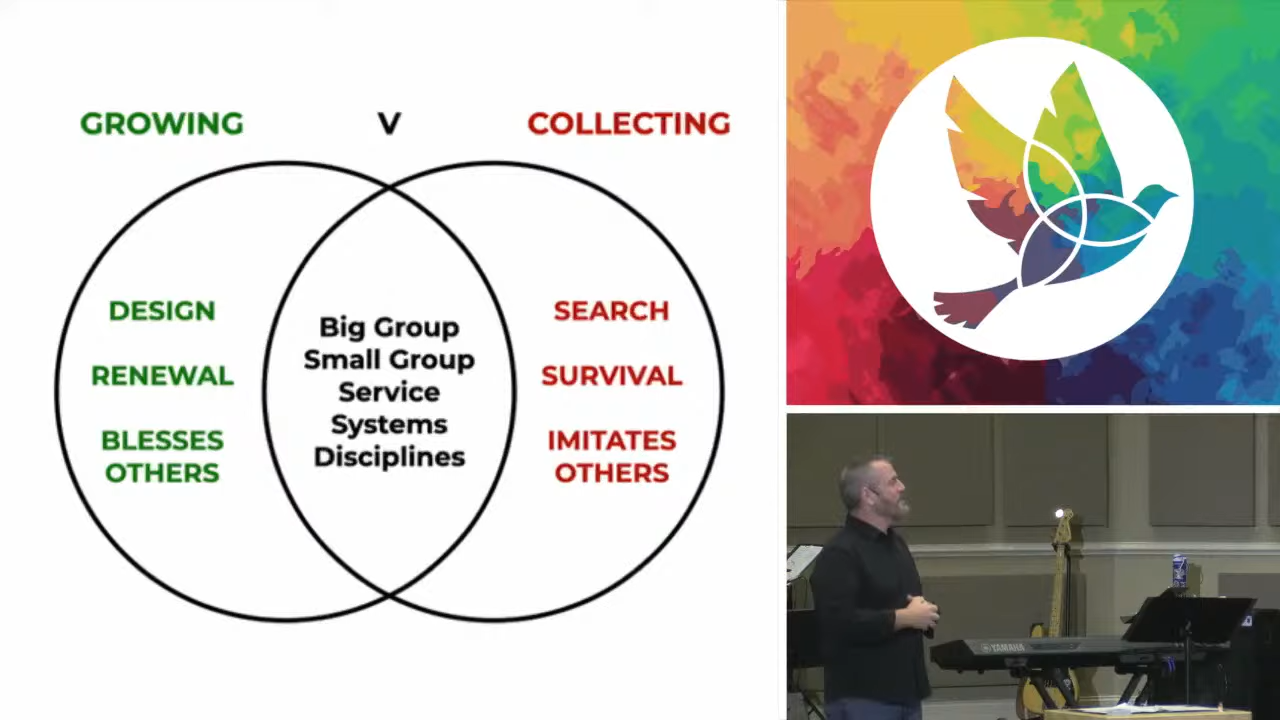 GROWING V COLLECTING
DESIGN
RENEWAL
BLESSES
OTHERS
Big Group
Small Group
Service
Systems
Disciplines
SEARCH
SURVIVAL
IMITATES
OTHERS
YAMAHA